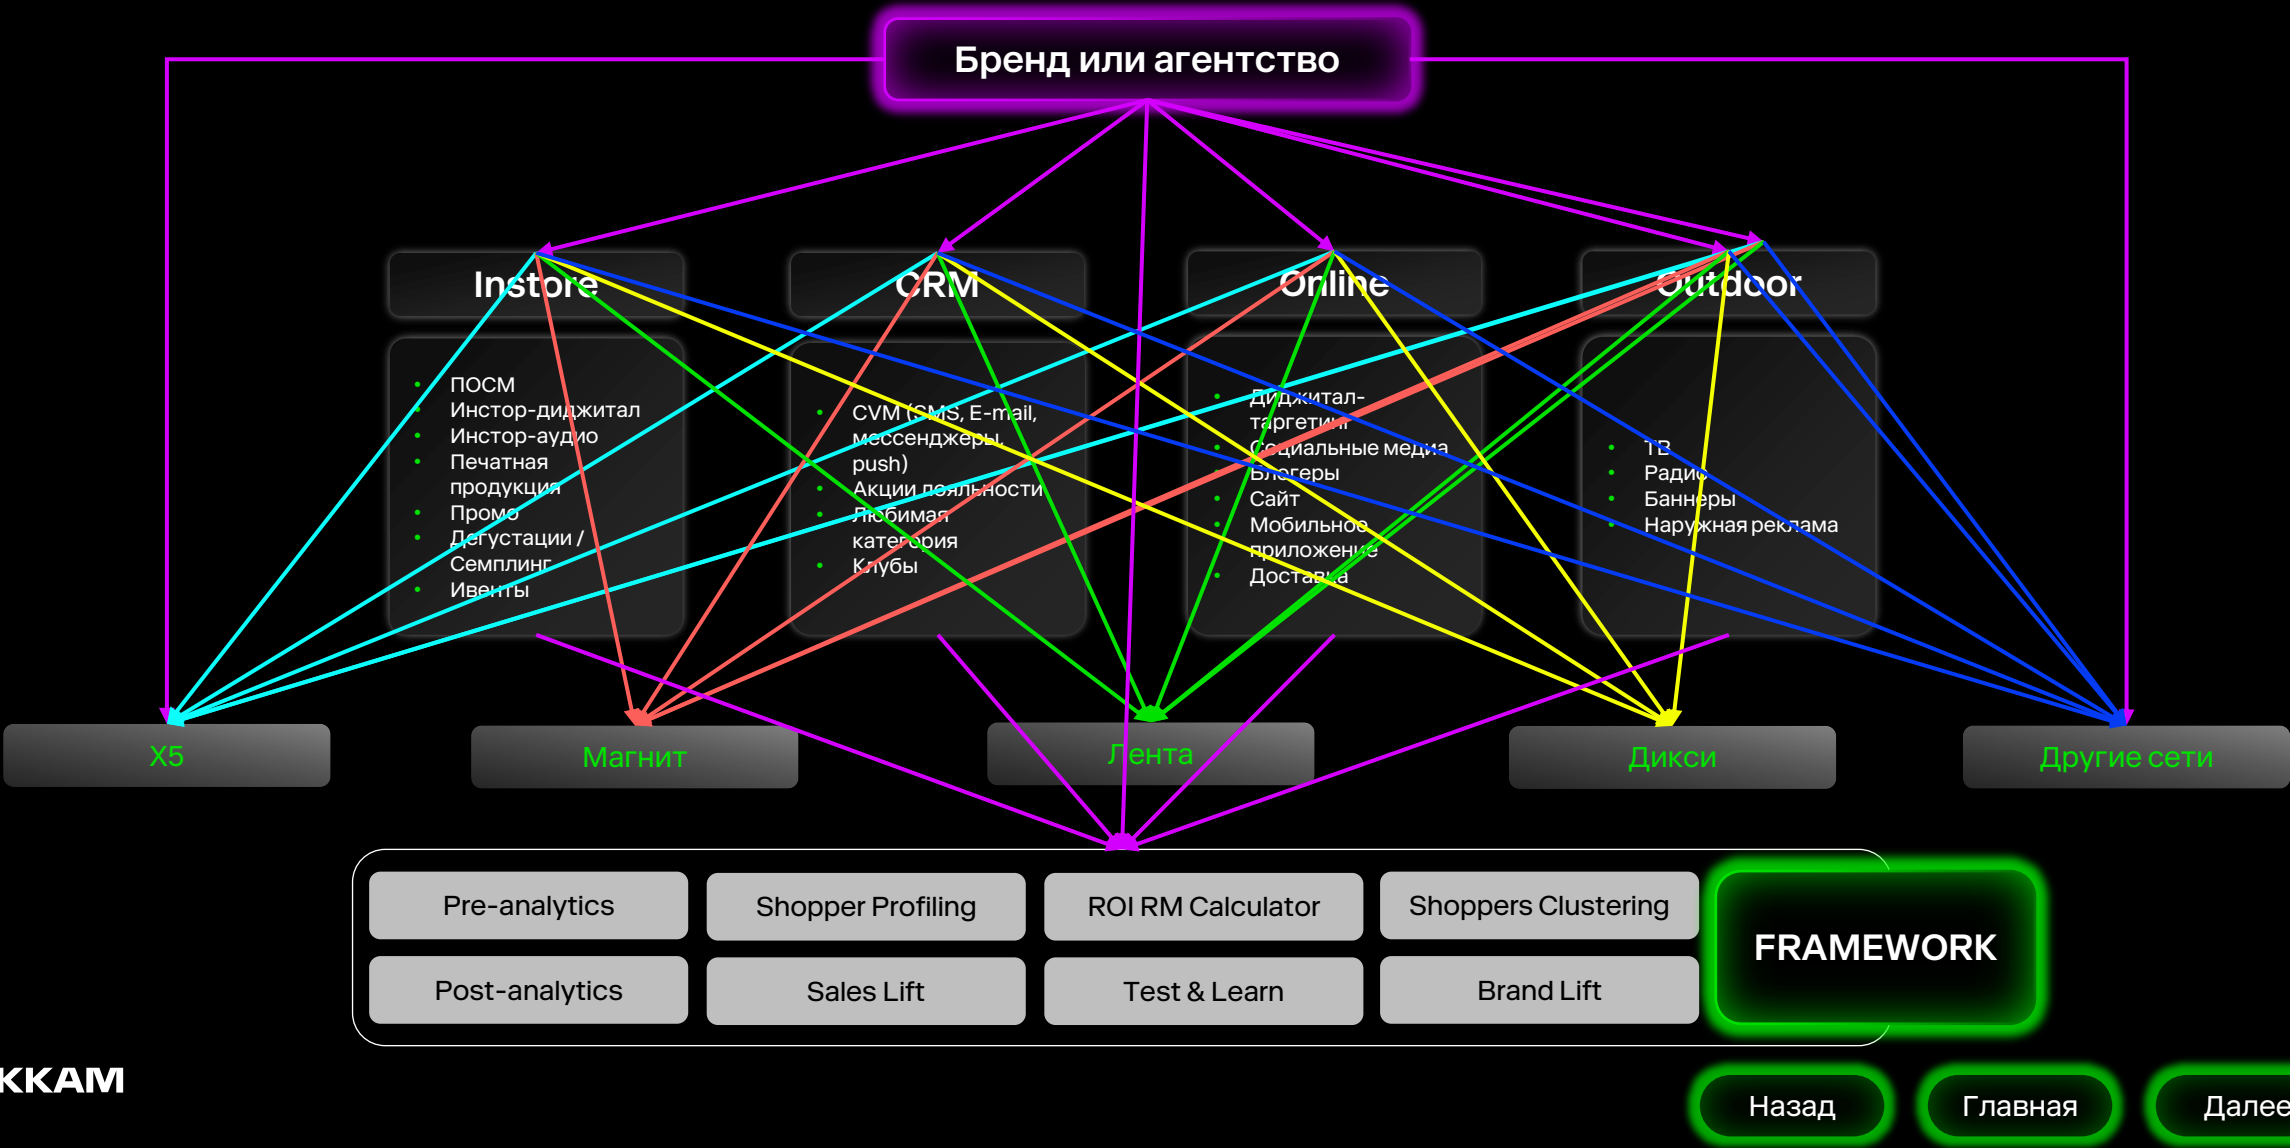 Бренд или агентство
Instore
CRM
Online
Outdoor
• ПОСМ
• Инстор-диджитал
• Инстор-аудио
• Печатная
продукция
• Промо
• Дегустации /
Семплинг
• Ивенты
• CVM (SMS, E-mail,
мессенджеры,
push)
• Акции лояльности
• Любимая
категория
• Клубы
• Диджитал-
таргетинг
• Социальные медиа
• Блогеры
• Сайт
• Мобильное
приложение
• Доставка
• ТВ
• Радио
• Баннеры
• Наружная реклама
X5
Магнит
Лента
Дикси
Другие сети
Pre-analytics
Shopper Profiling
ROI RM Calculator
Shoppers Clustering
FRAMEWORK
Post-analytics
Sales Lift
Test & Learn
Brand Lift
KKAM
Назад
Главная
Далее